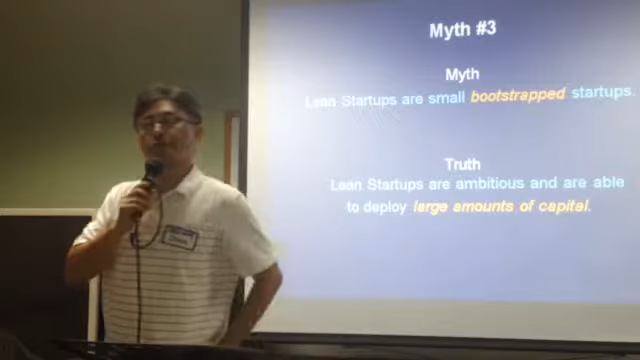 Myth #3
Myth
Lean Startups are small bootstrapped startups.
Truth
Lean Startups are ambitious and are able
to deploy large amounts of capital.